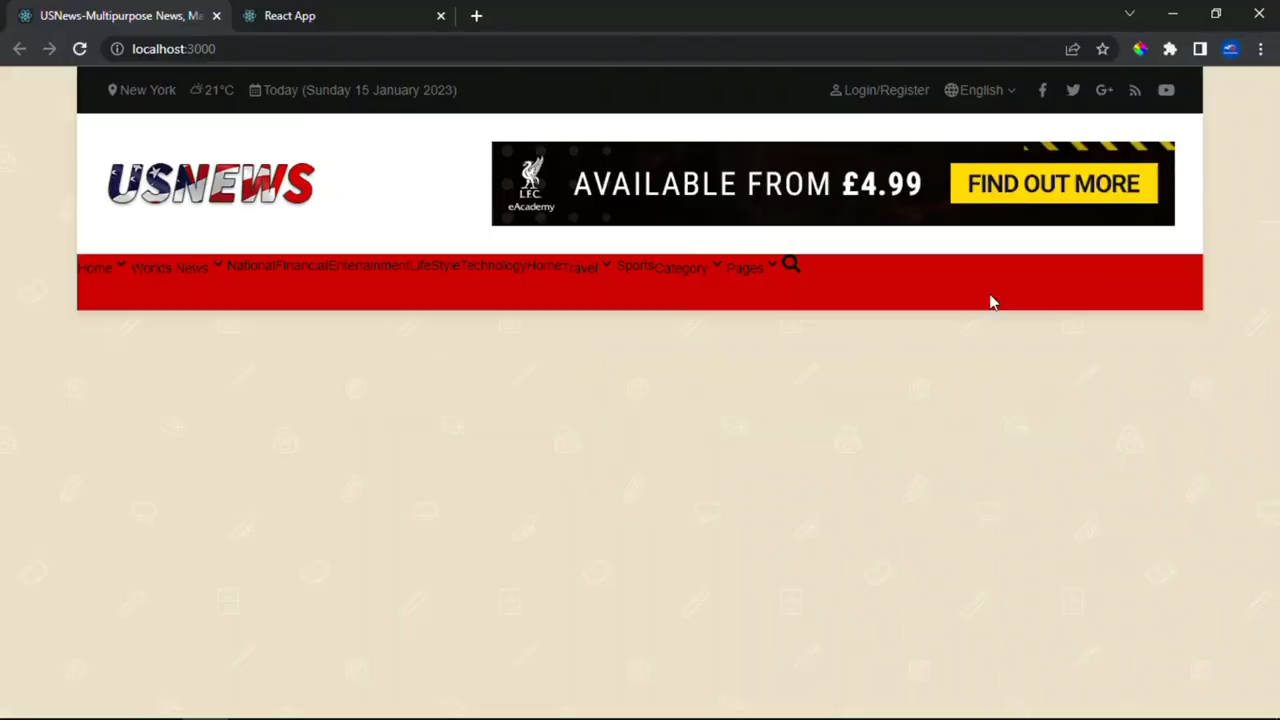 USNews-Multipurpose News, Ma
React App
localhost:3000
New York 21°C Today (Sunday 15 January 2023) Login/Register English
USNEWS
L.F.C.
eAcademy
AVAILABLE FROM £4.99
FIND OUT MORE
Home Worlds News NationalFinancialEntertainmentLifeStyleTechnologyHomeTravel SportsCategory Pages